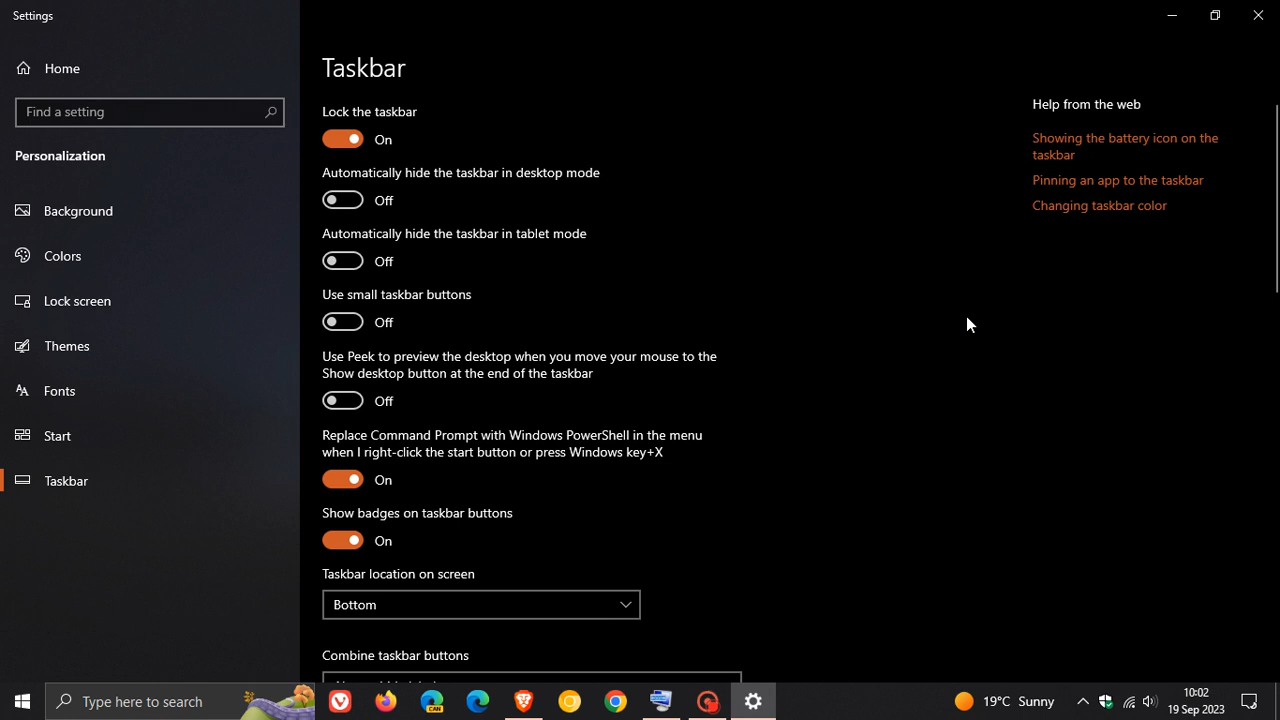 Settings
Home
Find a setting
Personalization
Background
Colors
Lock screen
Themes
Fonts
Start
Taskbar
Taskbar
Lock the taskbar
On
Automatically hide the taskbar in desktop mode
Off
Automatically hide the taskbar in tablet mode
Off
Use small taskbar buttons
Off
Use Peek to preview the desktop when you move your mouse to the
Show desktop button at the end of the taskbar
Off
Replace Command Prompt with Windows PowerShell in the menu
when I right-click the start button or press Windows key+X
On
Show badges on taskbar buttons
On
Taskbar location on screen
Bottom
Combine taskbar buttons
Help from the web
Showing the battery icon on the
taskbar
Pinning an app to the taskbar
Changing taskbar color
Type here to search
CAN
19°C Sunny
10:02
19 Sep 2023